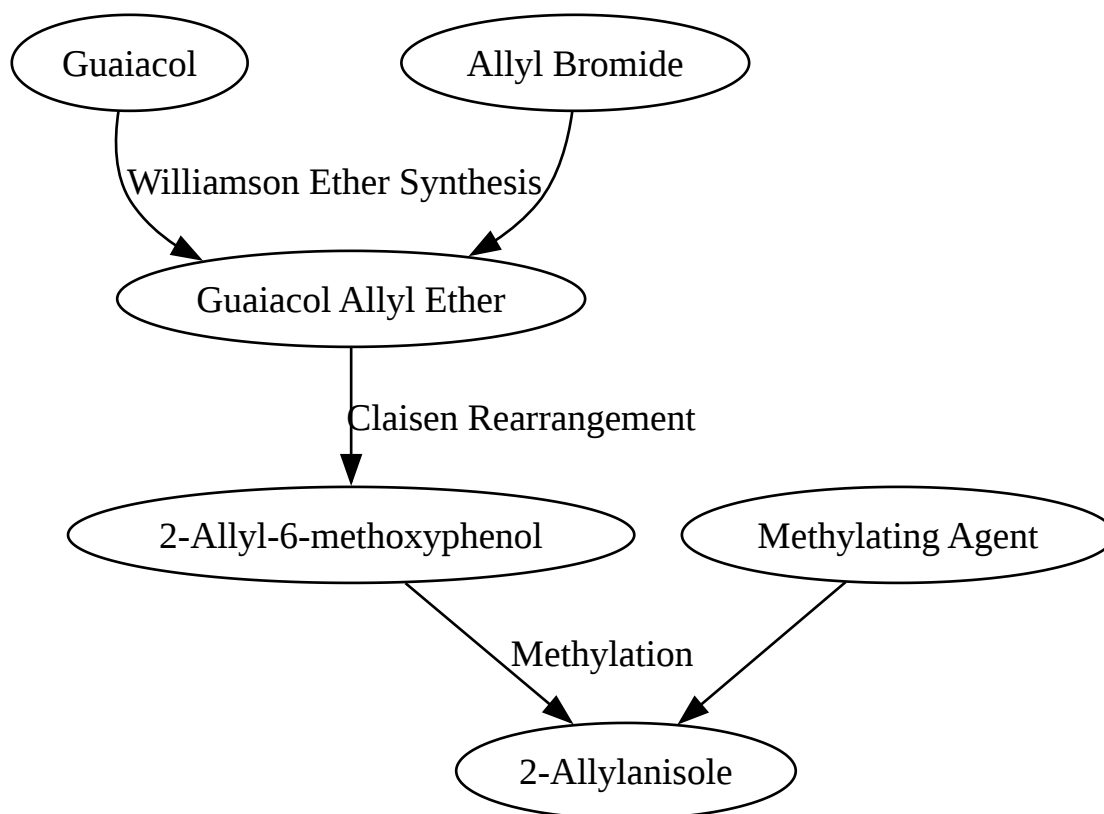 Guaiacol
Allyl Bromide
Williamson Ether Synthesis
Guaiacol Allyl Ether
Claisen Rearrangement
2-Allyl-6-methoxyphenol
Methylating Agent
Methylation
2-Allylanisole